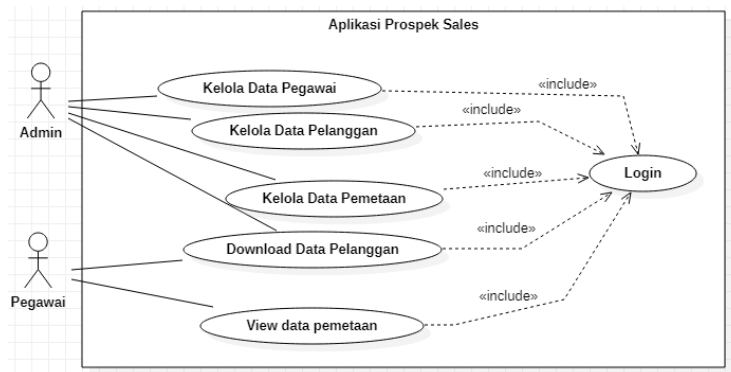 Aplikasi Prospek Sales
Kelola Data Pegawai
«include»
Kelola Data Pelanggan
«include»
Admin
Kelola Data Pemetaan
«include»
Login
Download Data Pelanggan
«include»
Pegawai
View data pemetaan
«include»